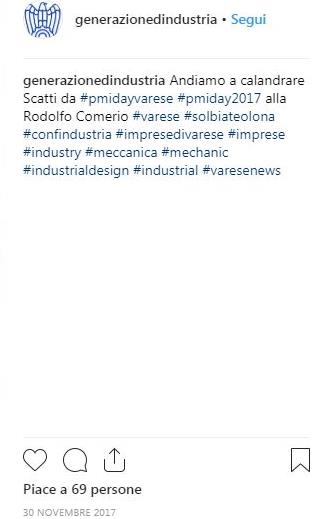 generazionedindustria • Segui
generazionedindustria Andiamo a calandrare
Scatti da #pmidayvarese #pmiday2017 alla
Rodolfo Comerio #varese #solbiateolona
#confindustria #impresedivarese #imprese
#industry #meccanica #mechanic
#industrialdesign #industrial #varesenews
Piace a 69 persone
30 NOVEMBRE 2017